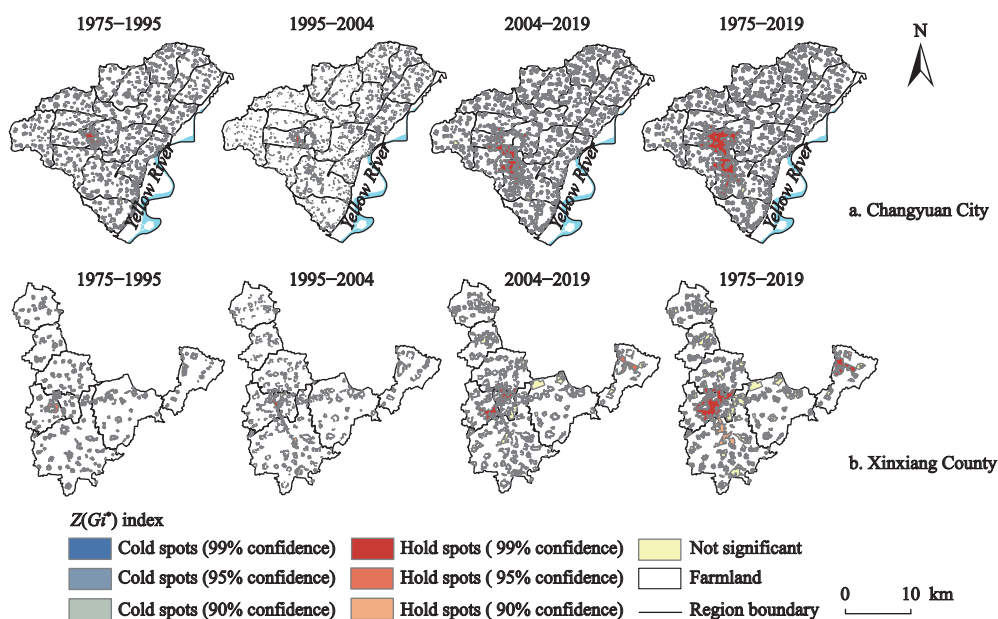 1975−1995 1995−2004 2004−2019 1975−2019 N
Yellow River Yellow River Yellow River Yellow River
a. Changyuan City
1975−1995 1995−2004 2004−2019 1975−2019
b. Xinxiang County
Z(Gi*) index
Cold spots (99% confidence) Hold spots ( 99% confidence) Not significant
Cold spots (95% confidence) Hold spots ( 95% confidence) Farmland
Cold spots (90% confidence) Hold spots ( 90% confidence) Region boundary
0 10 km